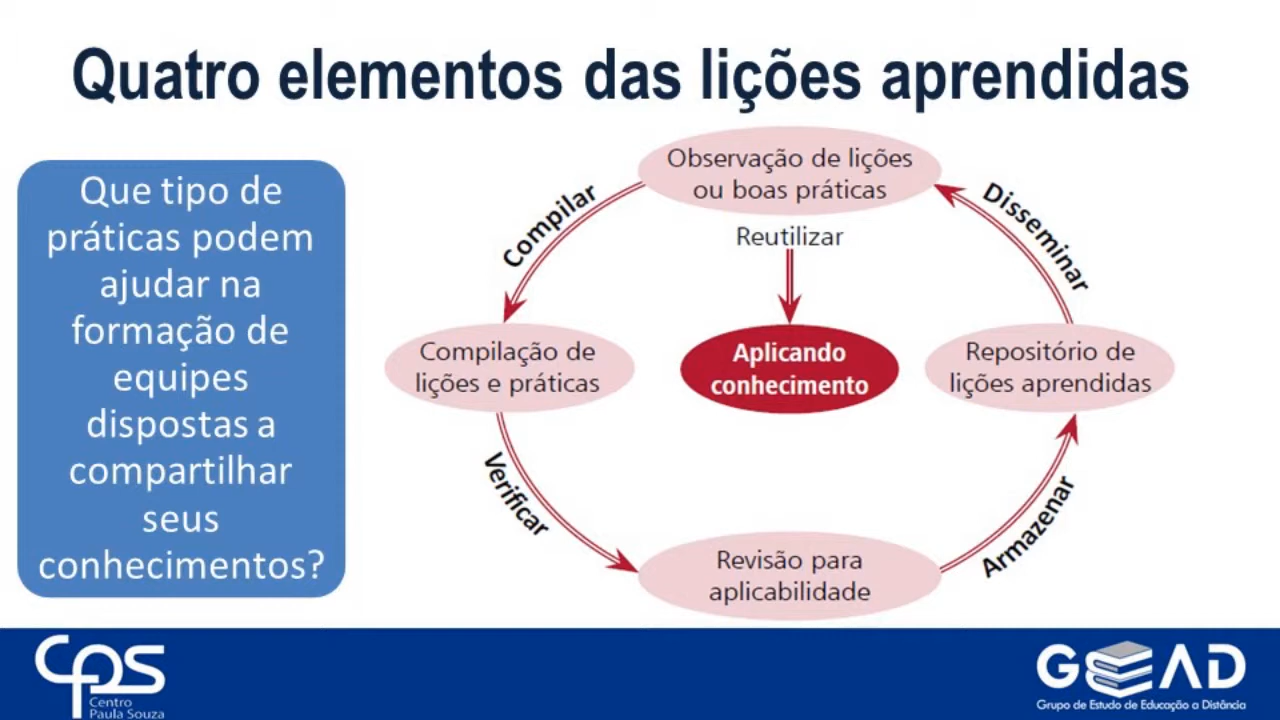 Quatro elementos das lições aprendidas
Que tipo de
práticas podem
ajudar na
formação de
equipes
dispostas a
compartilhar
seus
conhecimentos?
Observação de lições
ou boas práticas
Compilar
Disseminar
Reutilizar
Compilação de
lições e práticas
Aplicando
conhecimento
Repositório de
lições aprendidas
Verificar
Armazenar
Revisão para
aplicabilidade
CPS
Centro
Paula Souza
GEAD
Grupo de Estudo de Educação a Distância